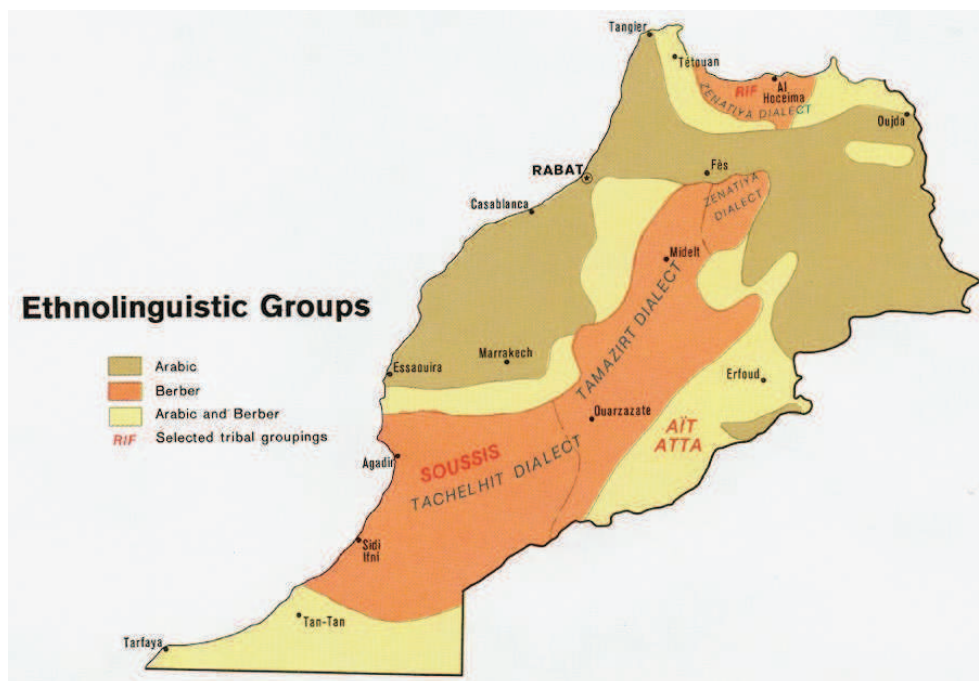 Tangier
Tétouan
RIF
Al
Hoceima
ZENATIYA DIALECT
Oujda
RABAT
Fès
ZENATIYA
DIALECT
Casablanca
Midelt
Ethnolinguistic Groups
TAMAZIRT DIALECT
Arabic
Berber
Arabic and Berber
RIF Selected tribal groupings
Marrakech
Essaouira
Erfoud
Ouarzazate
AÏT
ATTA
SOUSSIS
Agadir
TACHELHIT DIALECT
Sidi
Ifni
Tan-Tan
Tarfaya